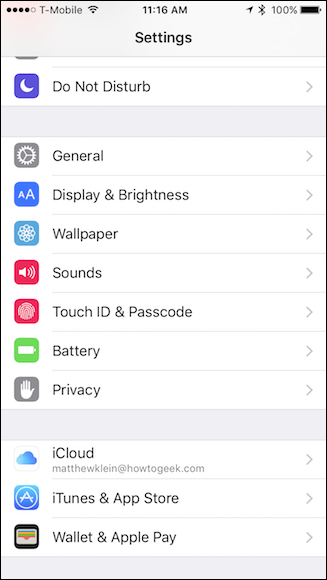 T-Mobile 11:16 AM 100%
Settings
Do Not Disturb
General
AA Display & Brightness
Wallpaper
Sounds
Touch ID & Passcode
Battery
Privacy
iCloud
matthewklein@howtogeek.com
iTunes & App Store
Wallet & Apple Pay